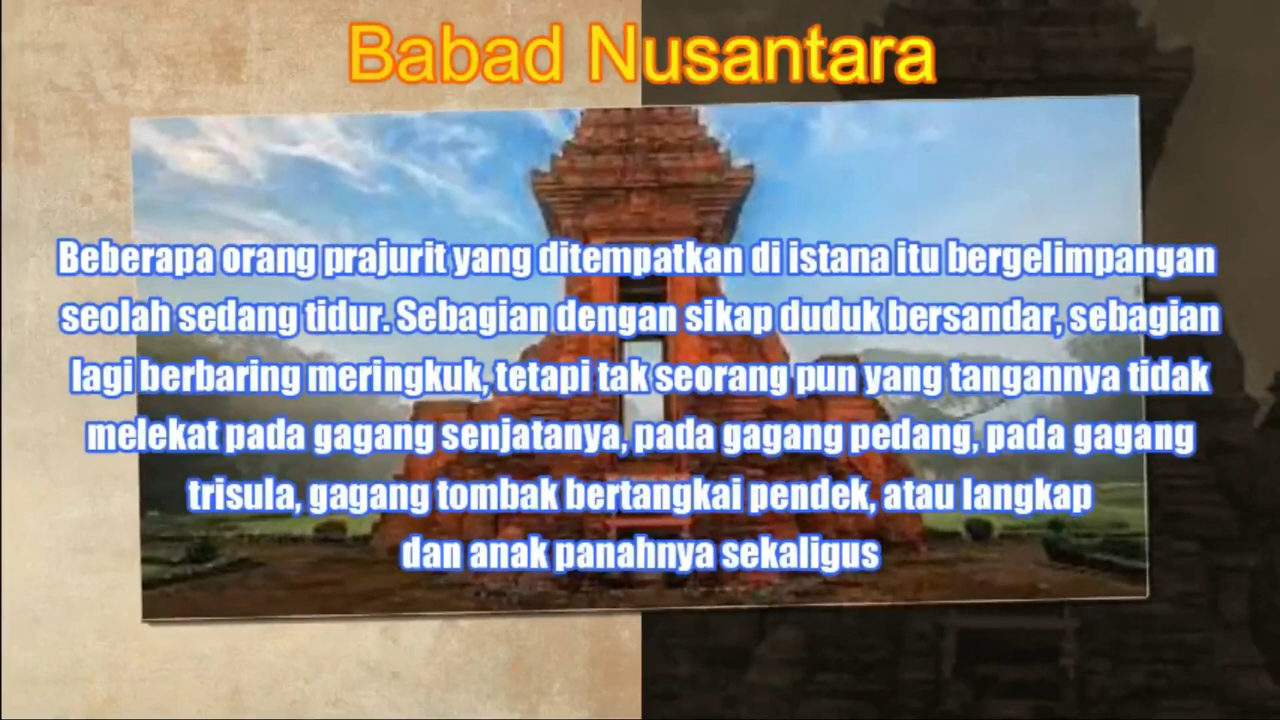 Babad Nusantara
Beberapa orang prajurit yang ditempatkan di istana itu bergelimpangan
seolah sedang tidur. Sebagian dengan sikap duduk bersandar, sebagian
lagi berbaring meringkuk, tetapi tak seorang pun yang tangannya tidak
melekat pada gagang senjatanya, pada gagang pedang, pada gagang
trisula, gagang tombak bertangkai pendek, atau langkap
dan anak panahnya sekaligus